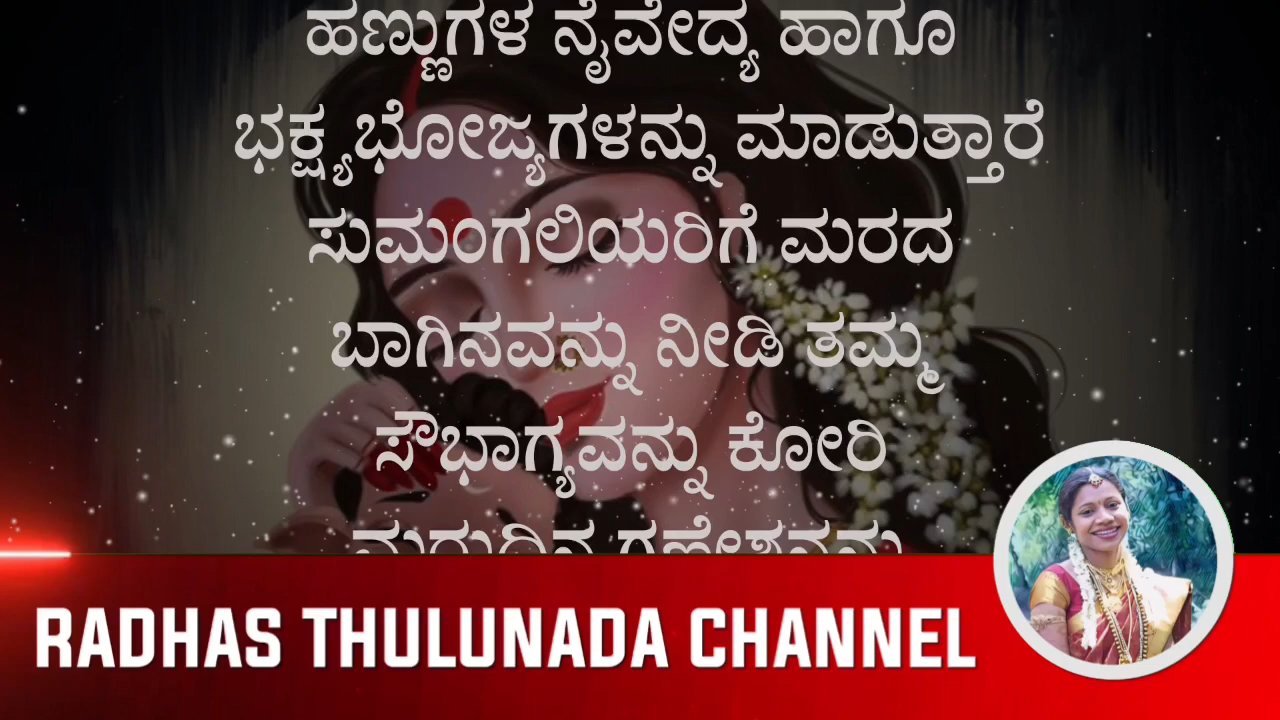 ಹಣ್ಣುಗಳ ನೈವೇದ್ಯ ಹಾಗೂ
ಭಕ್ಷ್ಯಭೋಜ್ಯಗಳನ್ನು ಮಾಡುತ್ತಾರೆ
ಸುಮಂಗಲಿಯರಿಗೆ ಮರದ
ಬಾಗಿನವನ್ನು ನೀಡಿ ತಮ್ಮ
ಸೌಭಾಗ್ಯವನ್ನು ಕೋರಿ
RADHAS THULUNADA CHANNEL